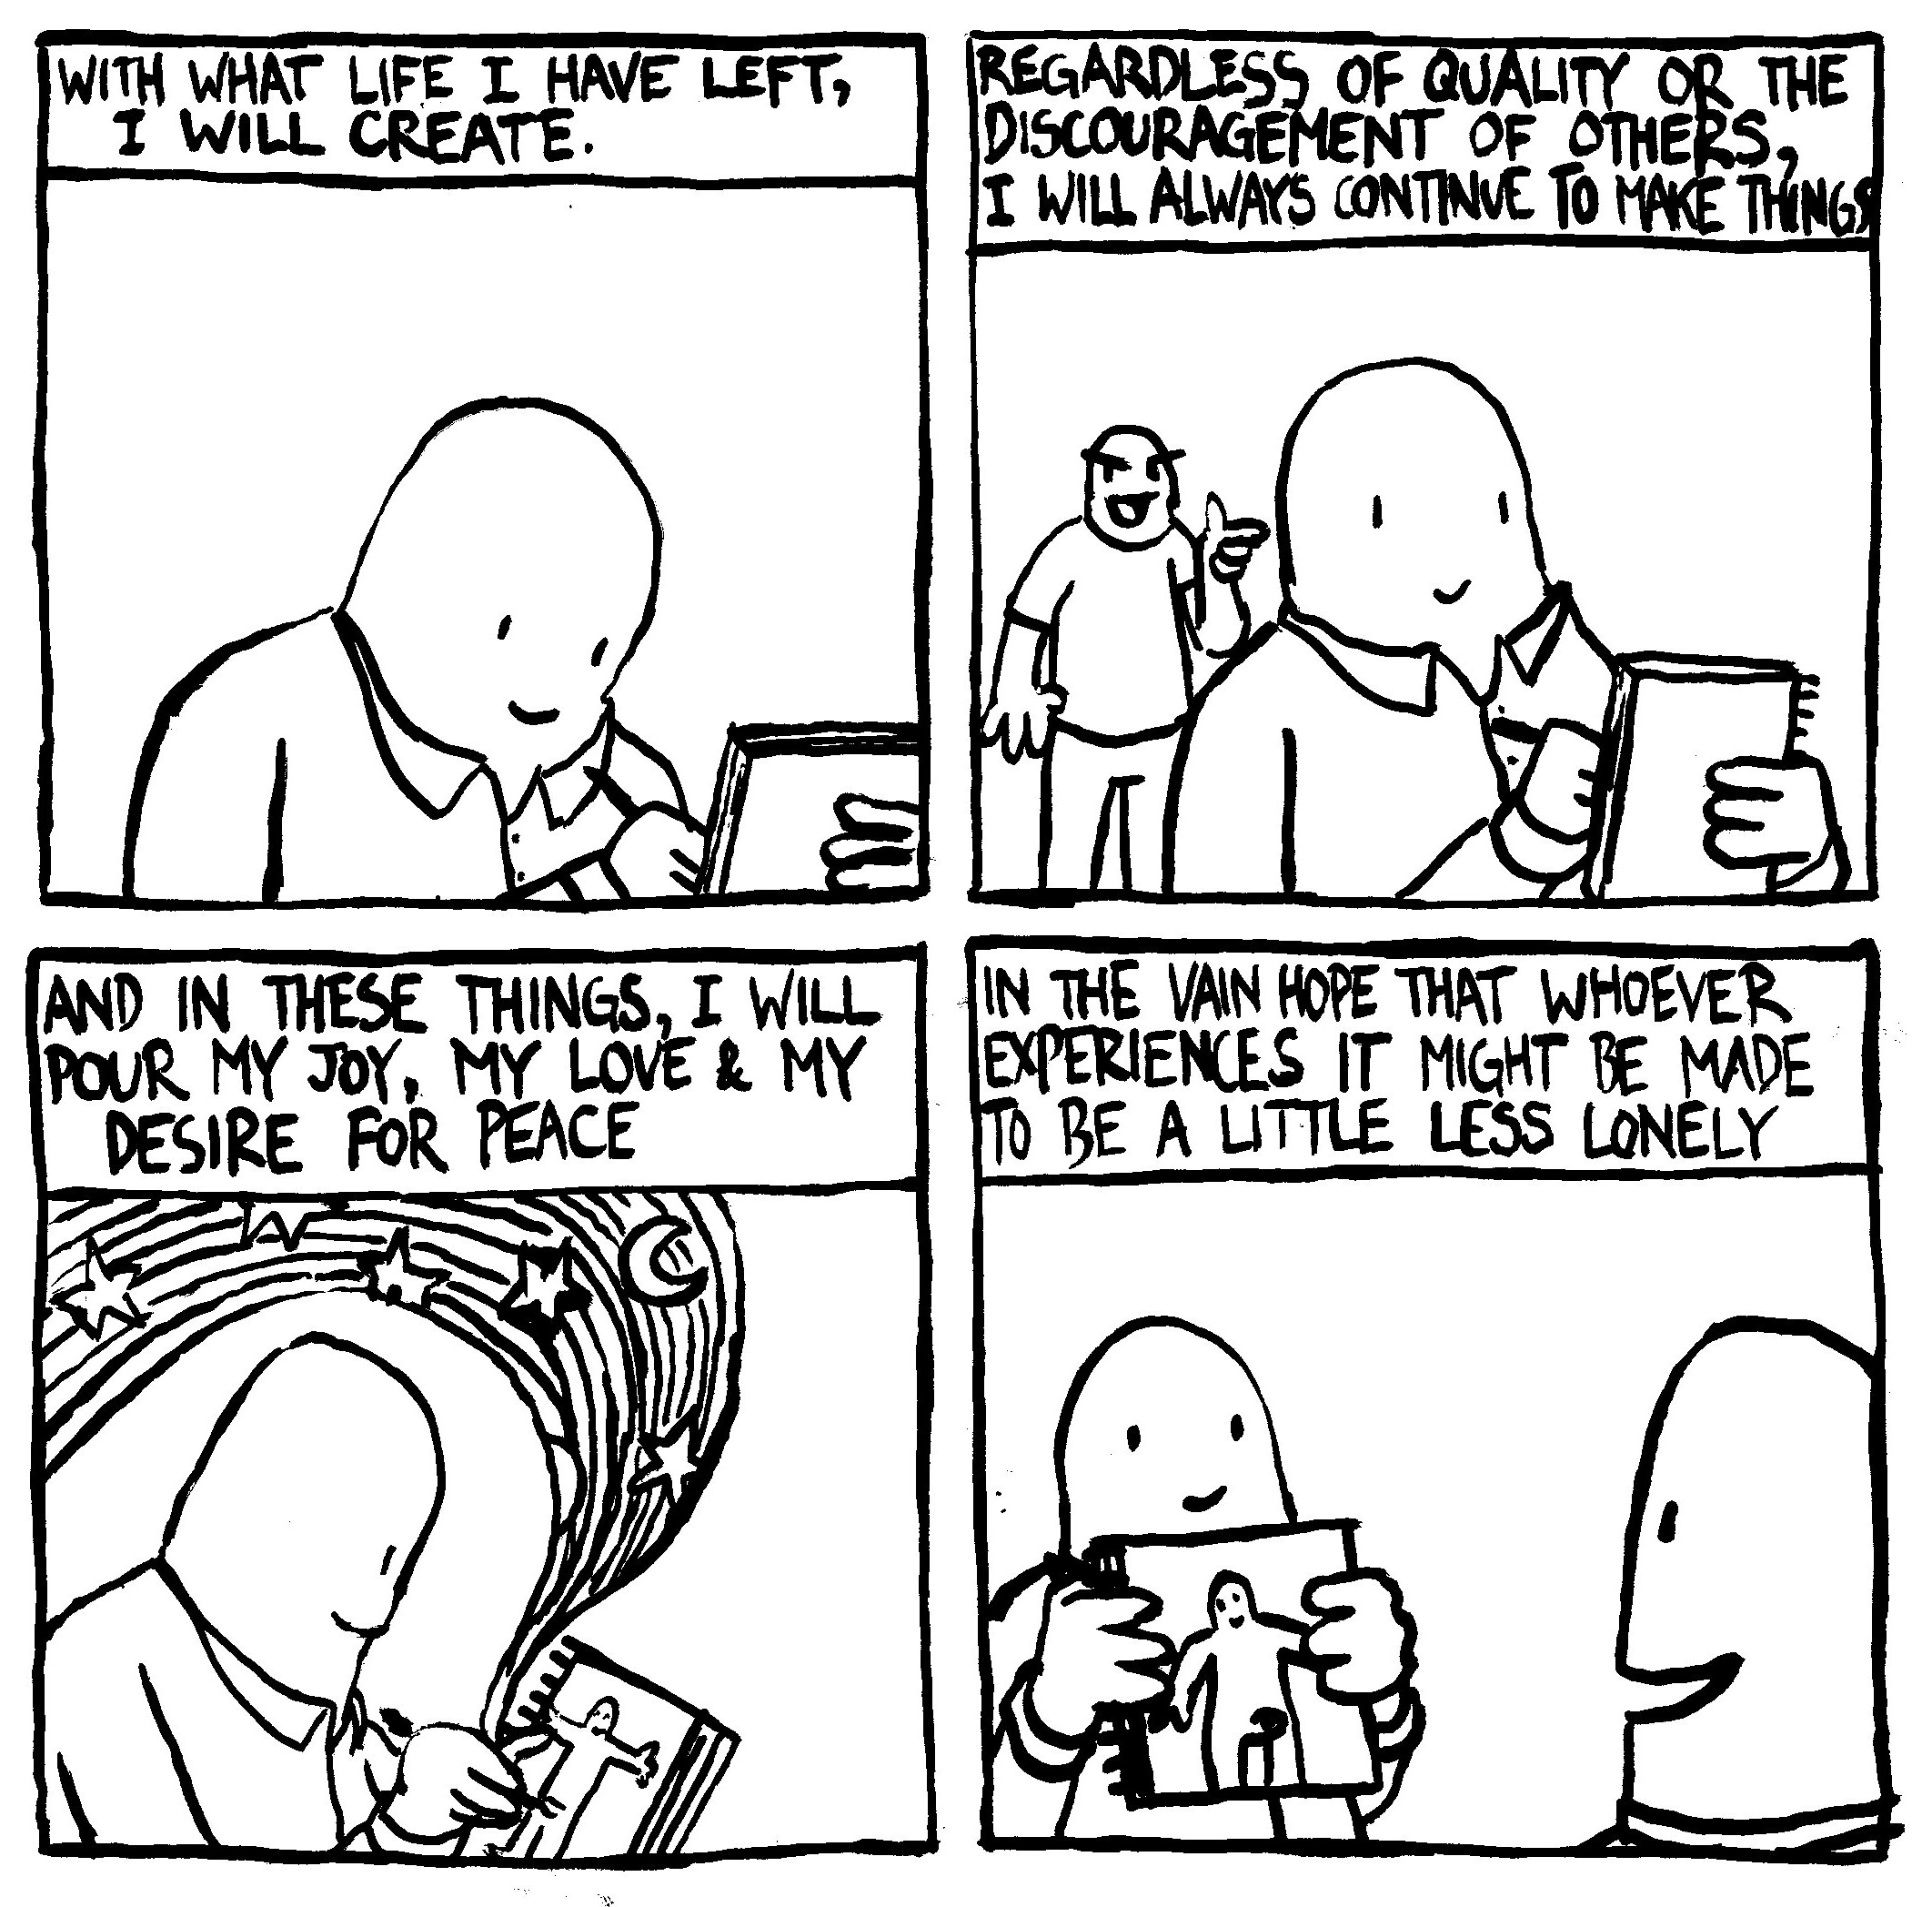 WITH WHAT LIFE I HAVE LEFT,
I WILL CREATE.
REGARDLESS OF QUALITY OR THE
DISCOURAGEMENT OF OTHERS,
I WILL ALWAYS CONTINUE TO MAKE THINGS
AND IN THESE THINGS, I WILL
POUR MY JOY, MY LOVE & MY
DESIRE FOR PEACE
IN THE VAIN HOPE THAT WHOEVER
EXPERIENCES IT MIGHT BE MADE
TO BE A LITTLE LESS LONELY